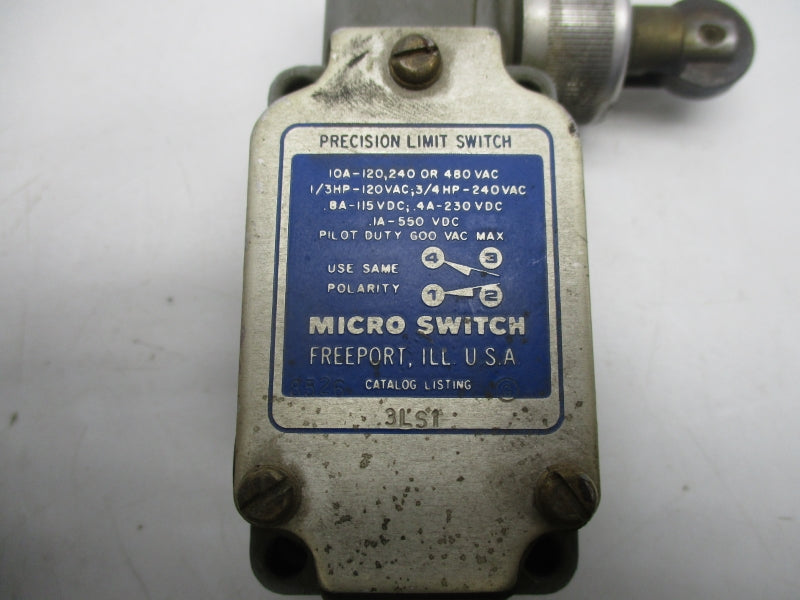 PRECISION LIMIT SWITCH
10A-120,240 OR 480 VAC
1/3HP-120VAC;3/4HP-240VAC
.8A-115VDC; .4A-230VDC
.1A-550 VDC
PILOT DUTY 600 VAC MAX
4 3
USE SAME
POLARITY 1 2
MICRO SWITCH
FREEPORT, ILL. U.S.A.
8526 CATALOG LISTING
3LS1